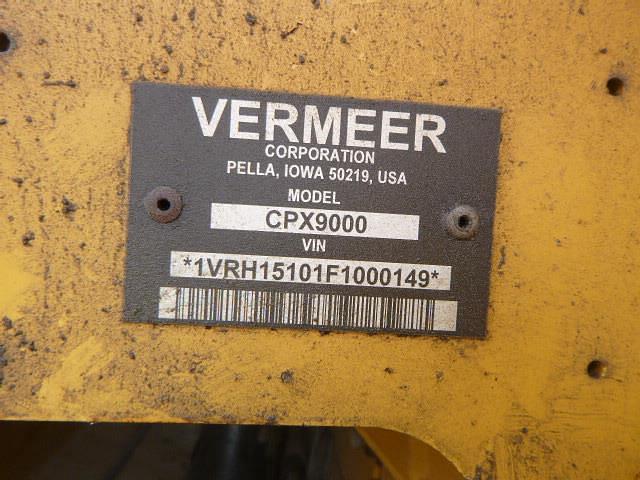 VERMEER
CORPORATION
PELLA, IOWA 50219, USA
MODEL
CPX9000
VIN
*1VRH15101F1000149*